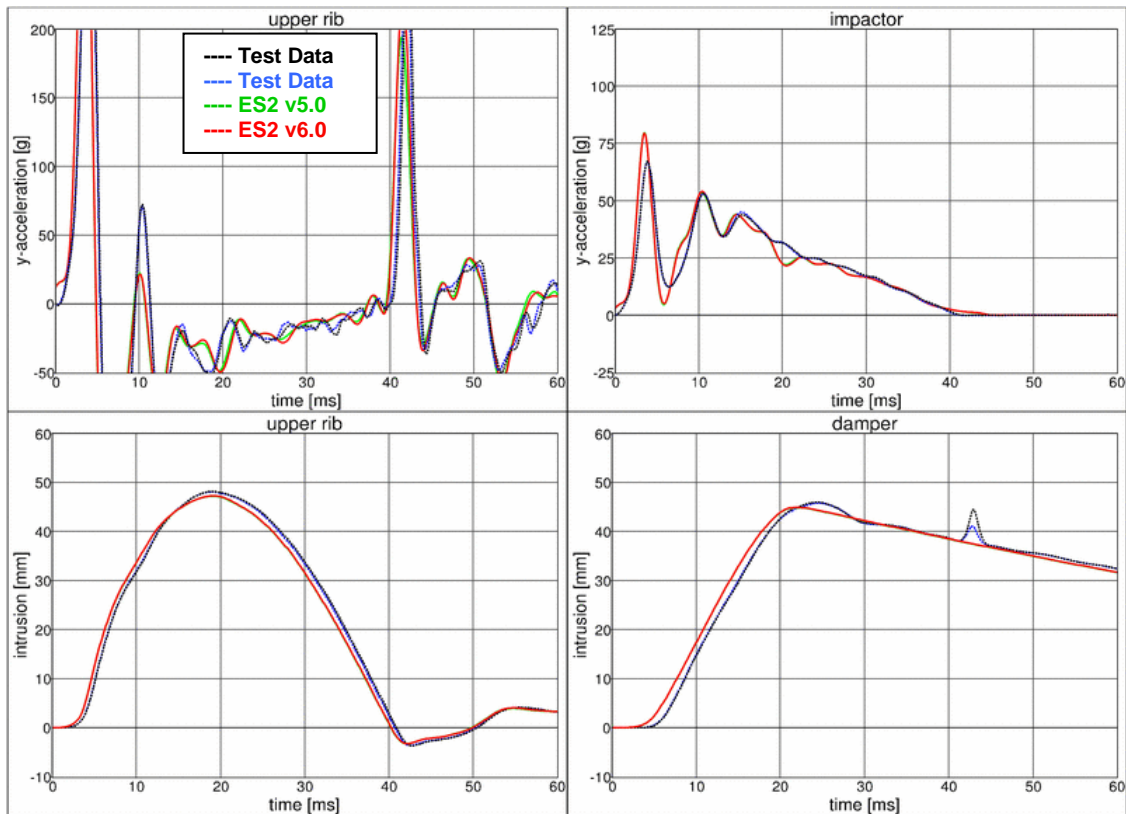 upper rib
200
150
100
50
0
-50
0 10 20 30 40 50 60
y-acceleration [g]
time [ms]
---- Test Data
---- Test Data
---- ES2 v5.0
---- ES2 v6.0
impactor
125
100
75
50
25
0
-25
0 10 20 30 40 50 60
y-acceleration [g]
time [ms]
upper rib
60
50
40
30
20
10
0
-10
0 10 20 30 40 50 60
intrusion [mm]
time [ms]
damper
60
50
40
30
20
10
0
-10
0 10 20 30 40 50 60
intrusion [mm]
time [ms]